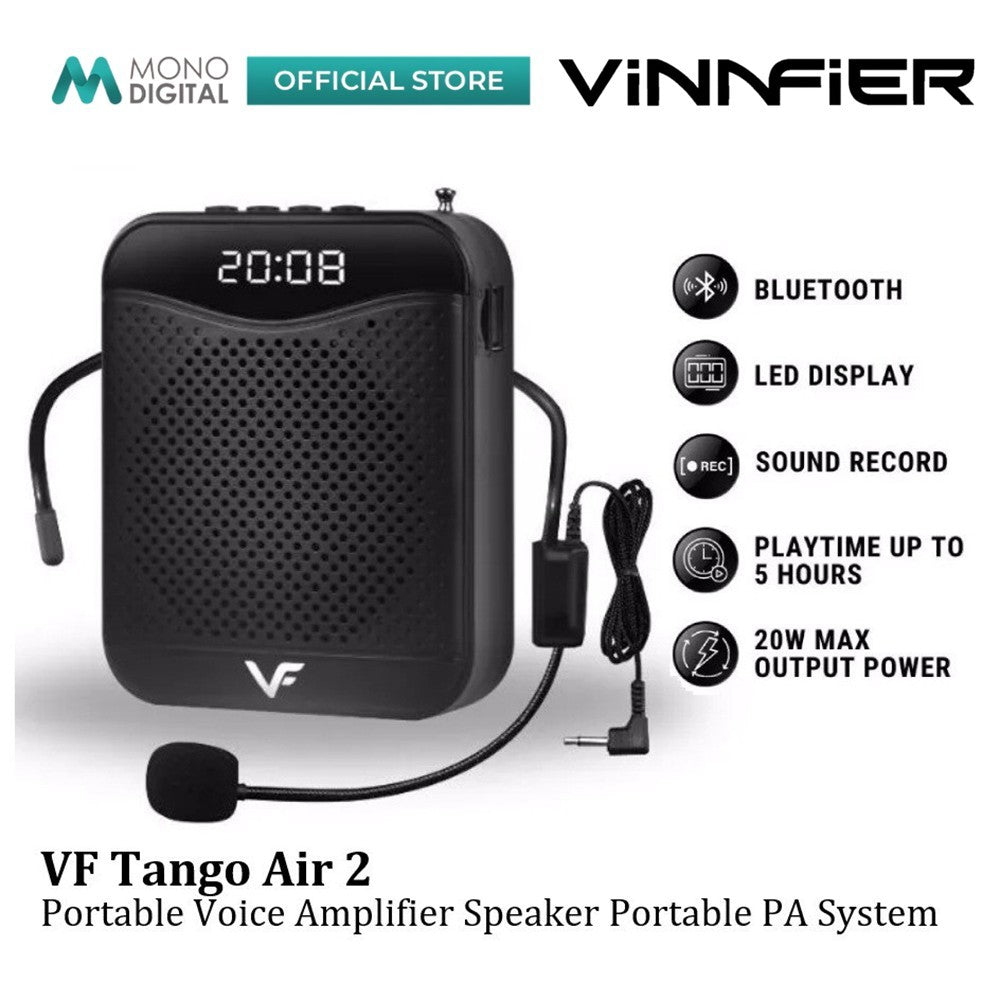 MONO
DIGITAL
OFFICIAL STORE
ViNNFiER
20:08
BLUETOOTH
LED DISPLAY
REC
SOUND RECORD
PLAYTIME UP TO
5 HOURS
20W MAX
OUTPUT POWER
VF
VF Tango Air 2
Portable Voice Amplifier Speaker Portable PA System